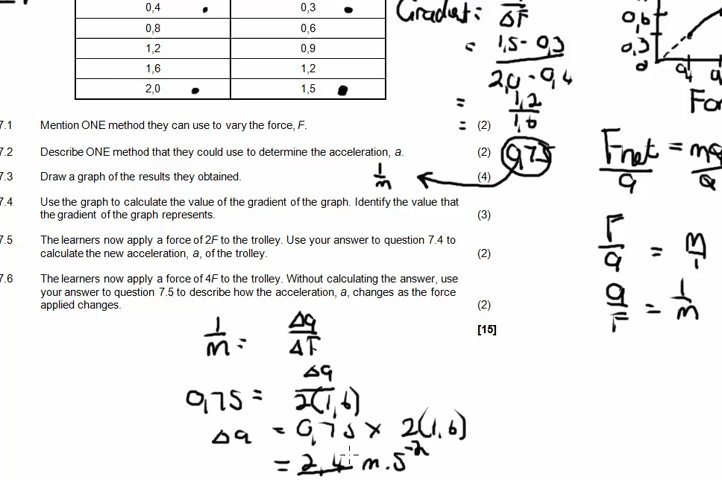 0,4 0,3
0,8 0,6
1,2 0,9
1,6 1,2
2,0 1,5
Gradient = 
ΔF
= 1,5 - 0,3
2,0 - 0,4
= 1,2
= 1,6
0,75
1/m
0,6
0,3
0
Fo
7.1 Mention ONE method they can use to vary the force, F. (2)
7.2 Describe ONE method that they could use to determine the acceleration, a. (2)
7.3 Draw a graph of the results they obtained. (4)
7.4 Use the graph to calculate the value of the gradient of the graph. Identify the value that
the gradient of the graph represents. (3)
7.5 The learners now apply a force of 2F to the trolley. Use your answer to question 7.4 to
calculate the new acceleration, a, of the trolley. (2)
7.6 The learners now apply a force of 4F to the trolley. Without calculating the answer, use
your answer to question 7.5 to describe how the acceleration, a, changes as the force
applied changes. (2)
[15]
Fnet = ma
a a
F/a = m/1
a/F = 1/m
1/m = Δa/ΔF
0,75 = Δa/2(1,6)
Δa = 0,75 × 2(1,6)
= 2,4 m.s⁻²